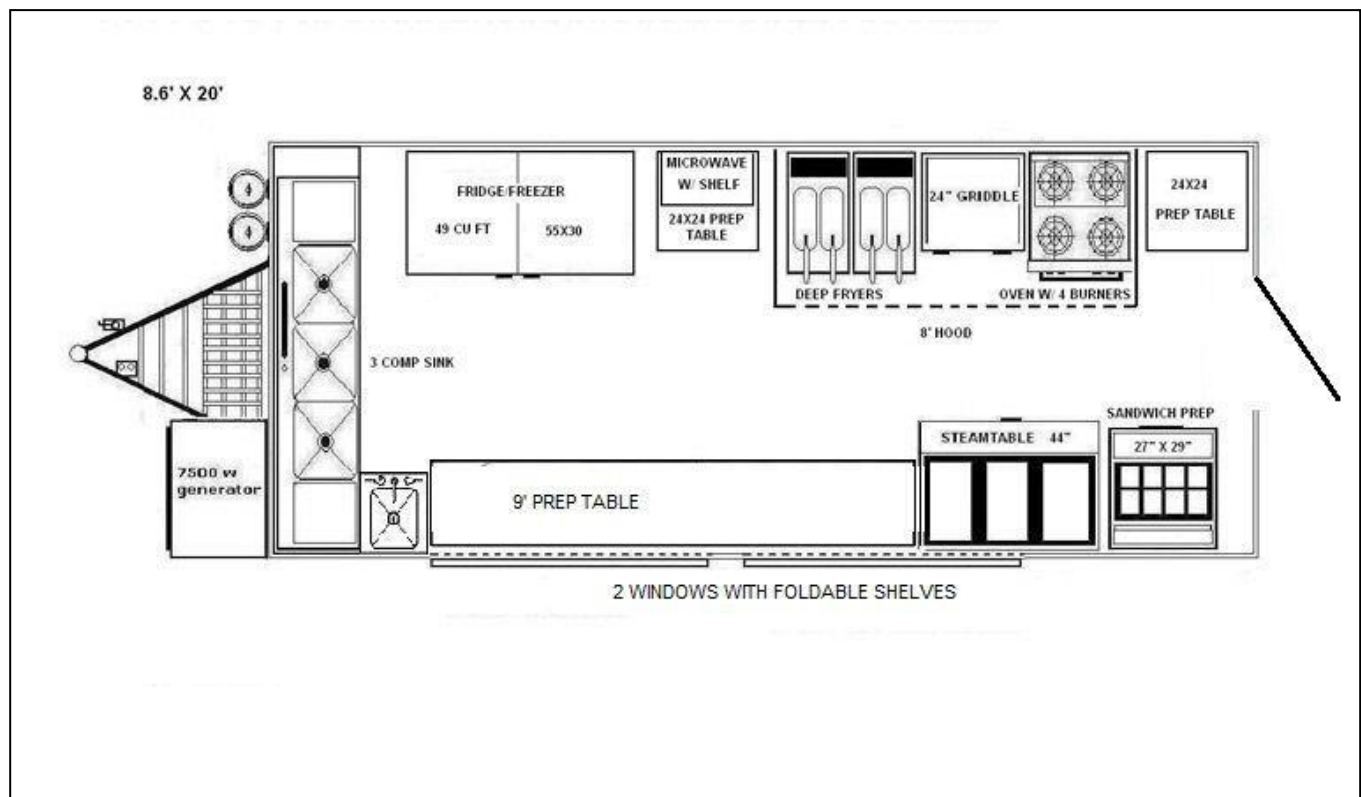 8.6' X 20'
MICROWAVE
W/ SHELF
24X24 PREP
TABLE
FRIDGE/FREEZER
49 CU FT
55X30
24" GRIDDLE
24X24
PREP TABLE
4
4
DEEP FRYERS
OVEN W/ 4 BURNERS
8' HOOD
3 COMP SINK
SANDWICH PREP
STEAMTABLE 44"
27" X 29"
7500 w
generator
9' PREP TABLE
2 WINDOWS WITH FOLDABLE SHELVES